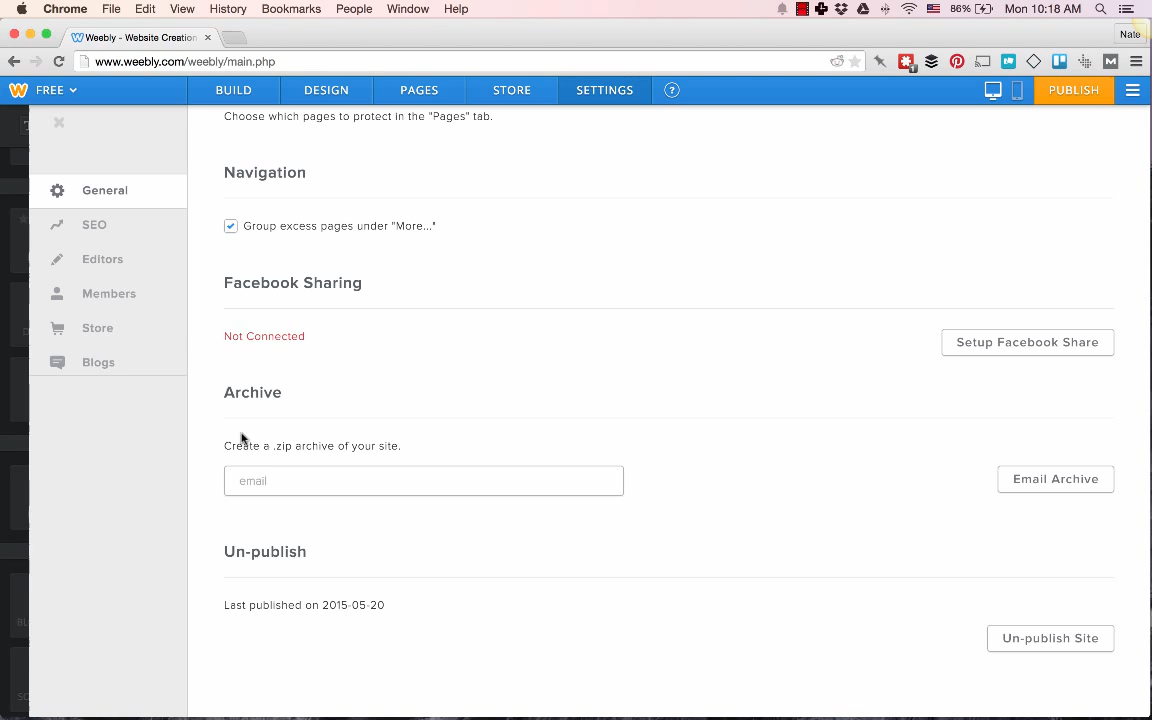 Chrome File Edit View History Bookmarks People Window Help 86% Mon 10:18 AM
Weebly - Website Creation Nate
www.weebly.com/weebly/main.php
FREE BUILD DESIGN PAGES STORE SETTINGS ? PUBLISH
Choose which pages to protect in the "Pages" tab.
Navigation
General
SEO
Group excess pages under "More..."
Editors
Facebook Sharing
Members
Store
Not Connected
Setup Facebook Share
Blogs
Archive
Create a .zip archive of your site.
email
Email Archive
Un-publish
Last published on 2015-05-20
Un-publish Site